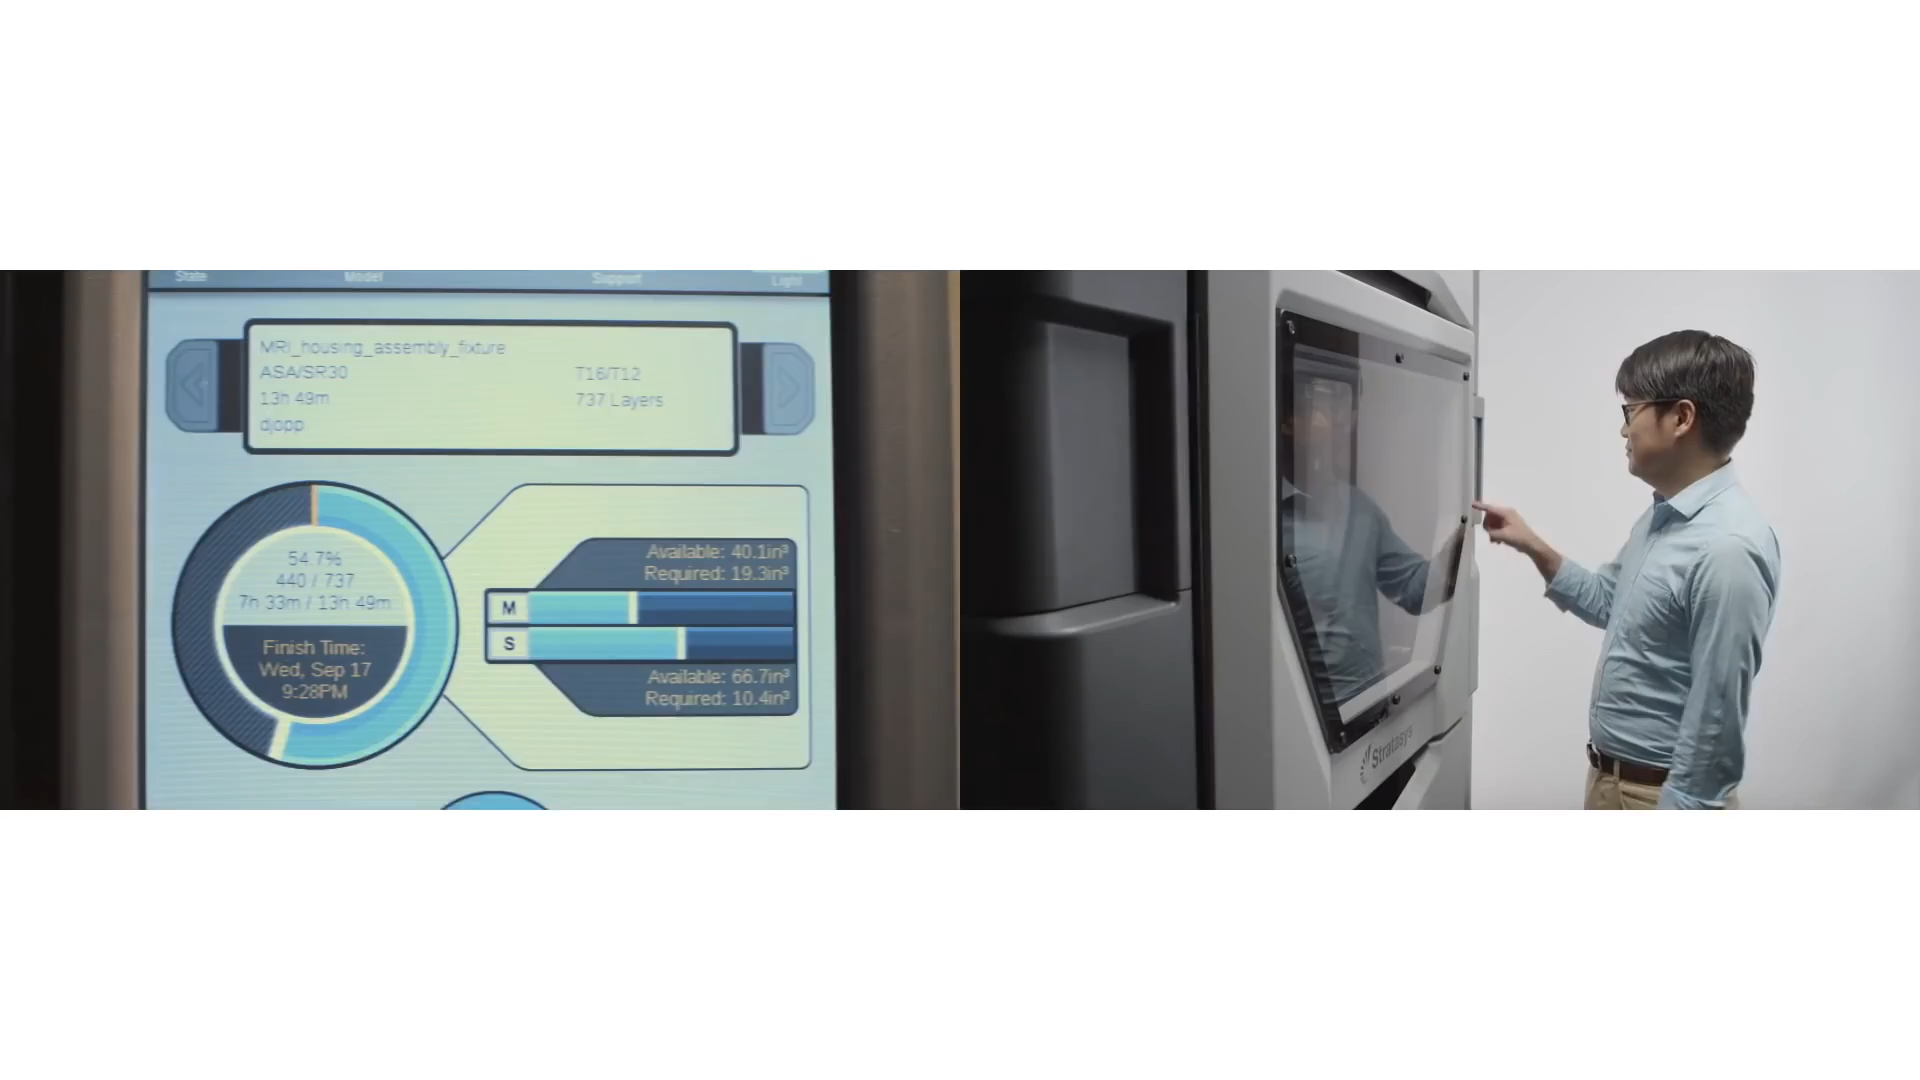 State Model Support Light
MRI_housing_assembly_fixture
ASA/SR30 T16/T12
13h 49m 737 Layers
djopp
54.7%
440 / 737
7h 33m / 13h 49m
Finish Time:
Wed, Sep 17
9:28PM
Available: 40.1in³
Required: 19.3in³
M
S
Available: 66.7in³
Required: 10.4in³
Stratasys